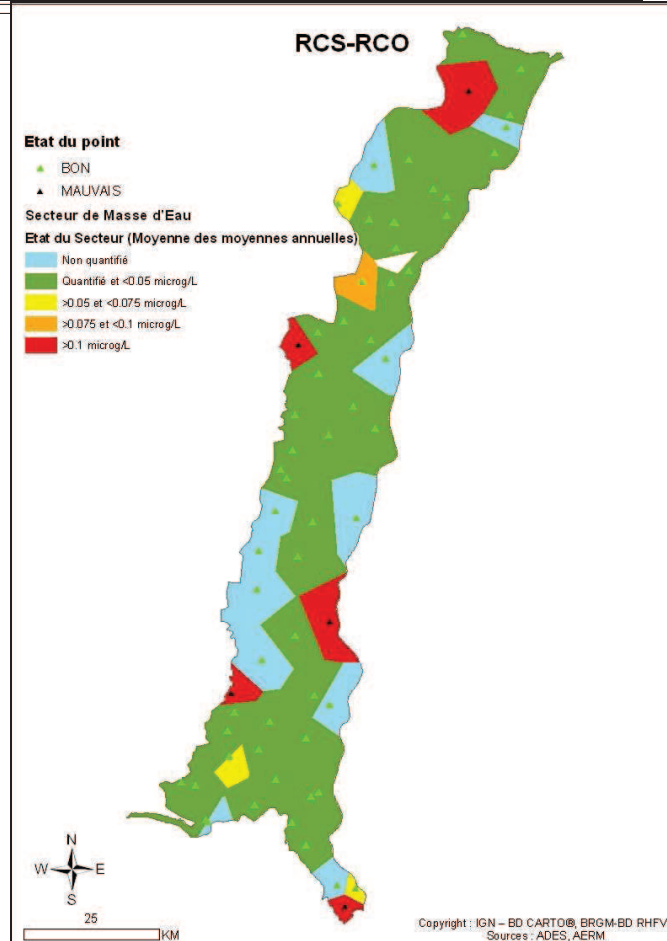 RCS-RCO
Etat du point
BON
MAUVAIS
Secteur de Masse d'Eau
Etat du Secteur (Moyenne des moyennes annuelles)
Non quantifié
Quantifié et <0.05 microg/L
>0.05 et <0.075 microg/L
>0.075 et <0.1 microg/L
>0.1 microg/L
N
W E
S
25
KM
Copyright : IGN – BD CARTO®, BRGM-BD RHFV
Sources : ADES, AERM